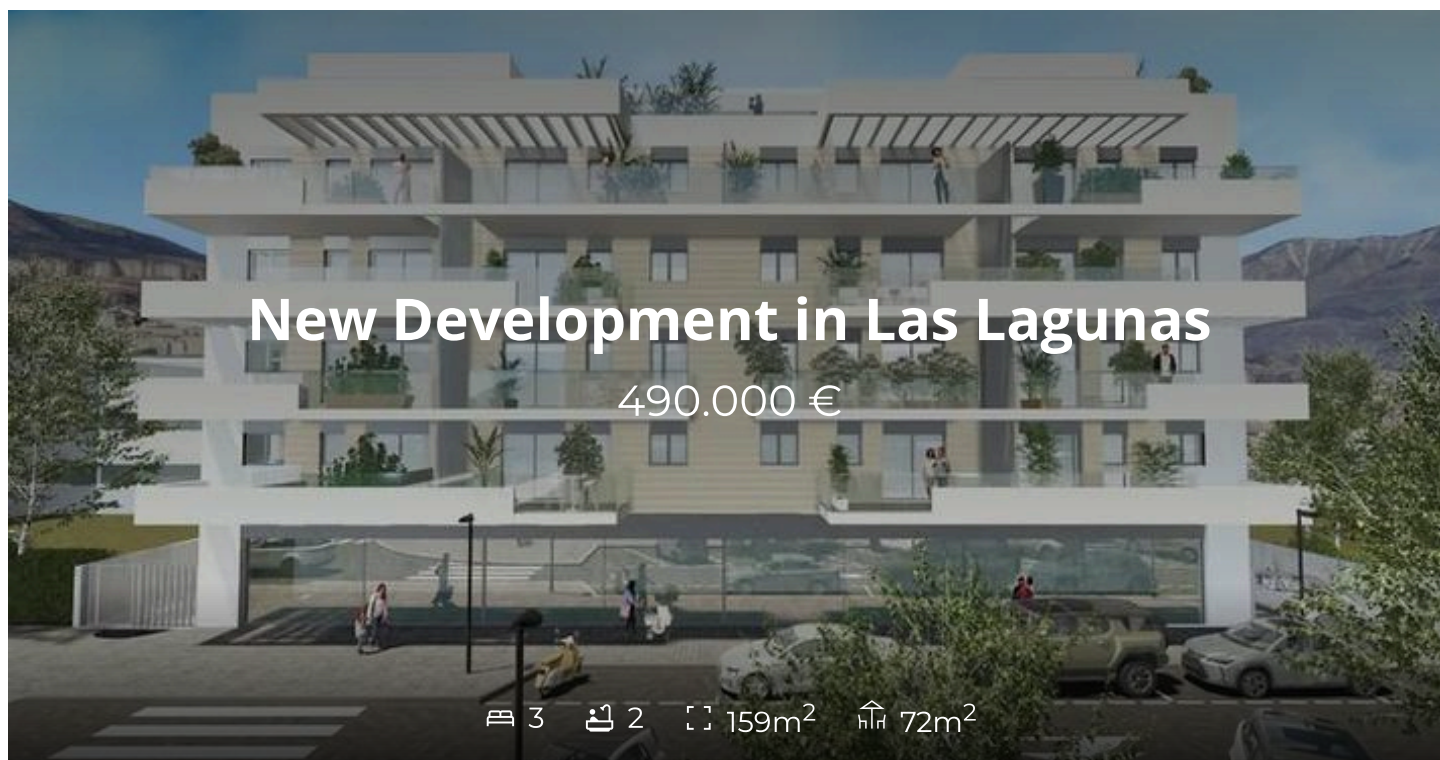 New Development in Las Lagunas
490.000 €
3 2 159m² 72m²